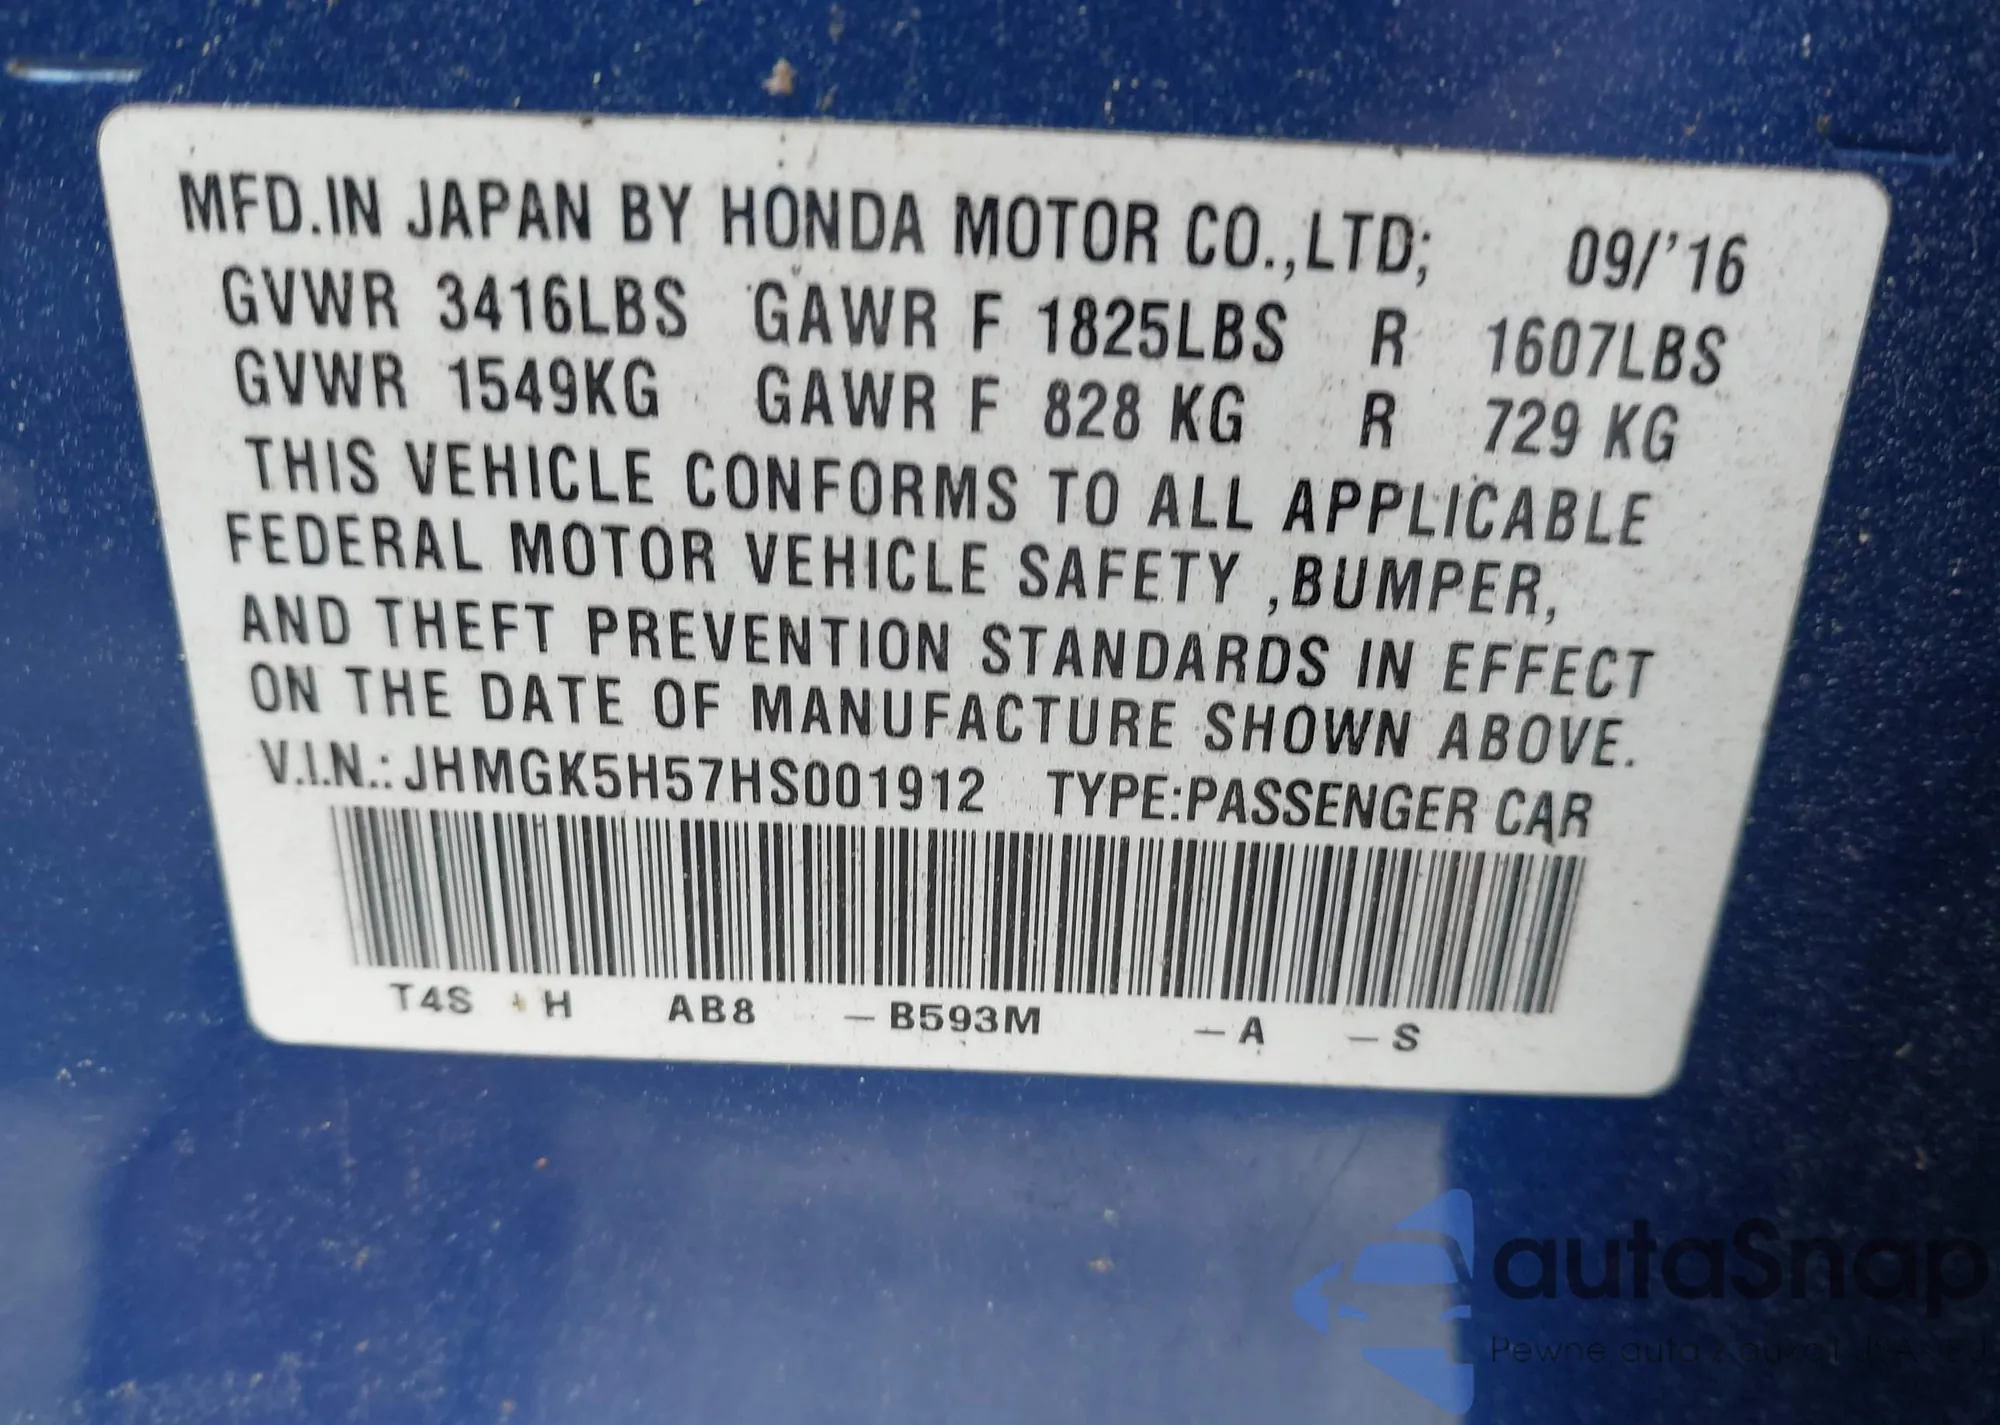 MFD.IN JAPAN BY HONDA MOTOR CO.,LTD; 09/'16
GVWR 3416LBS GAWR F 1825LBS R 1607LBS
GVWR 1549KG GAWR F 828 KG R 729 KG
THIS VEHICLE CONFORMS TO ALL APPLICABLE
FEDERAL MOTOR VEHICLE SAFETY ,BUMPER,
AND THEFT PREVENTION STANDARDS IN EFFECT
ON THE DATE OF MANUFACTURE SHOWN ABOVE.
V.I.N.: JHMGK5H57HS001912 TYPE:PASSENGER CAR
T4S H AB8 – B593M – A – S
autaSnap
Pewne auta z